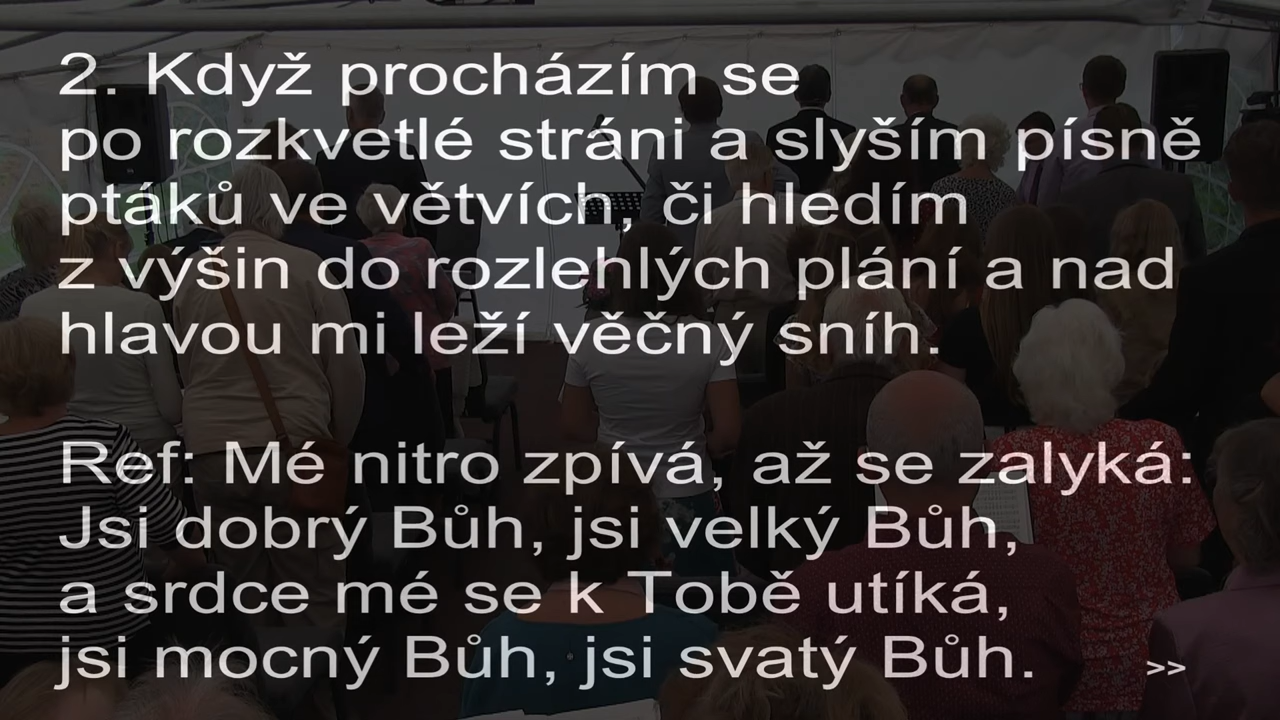 2. Když procházím se
po rozkvetlé stráni a slyším písně
ptáků ve větvích, či hledím
z výšin do rozlehlých plání a nad
hlavou mi leží věčný sníh.
Ref: Mé nitro zpívá, až se zalyká:
Jsi dobrý Bůh, jsi velký Bůh,
a srdce mé se k Tobě utíká,
jsi mocný Bůh, jsi svatý Bůh.
>>